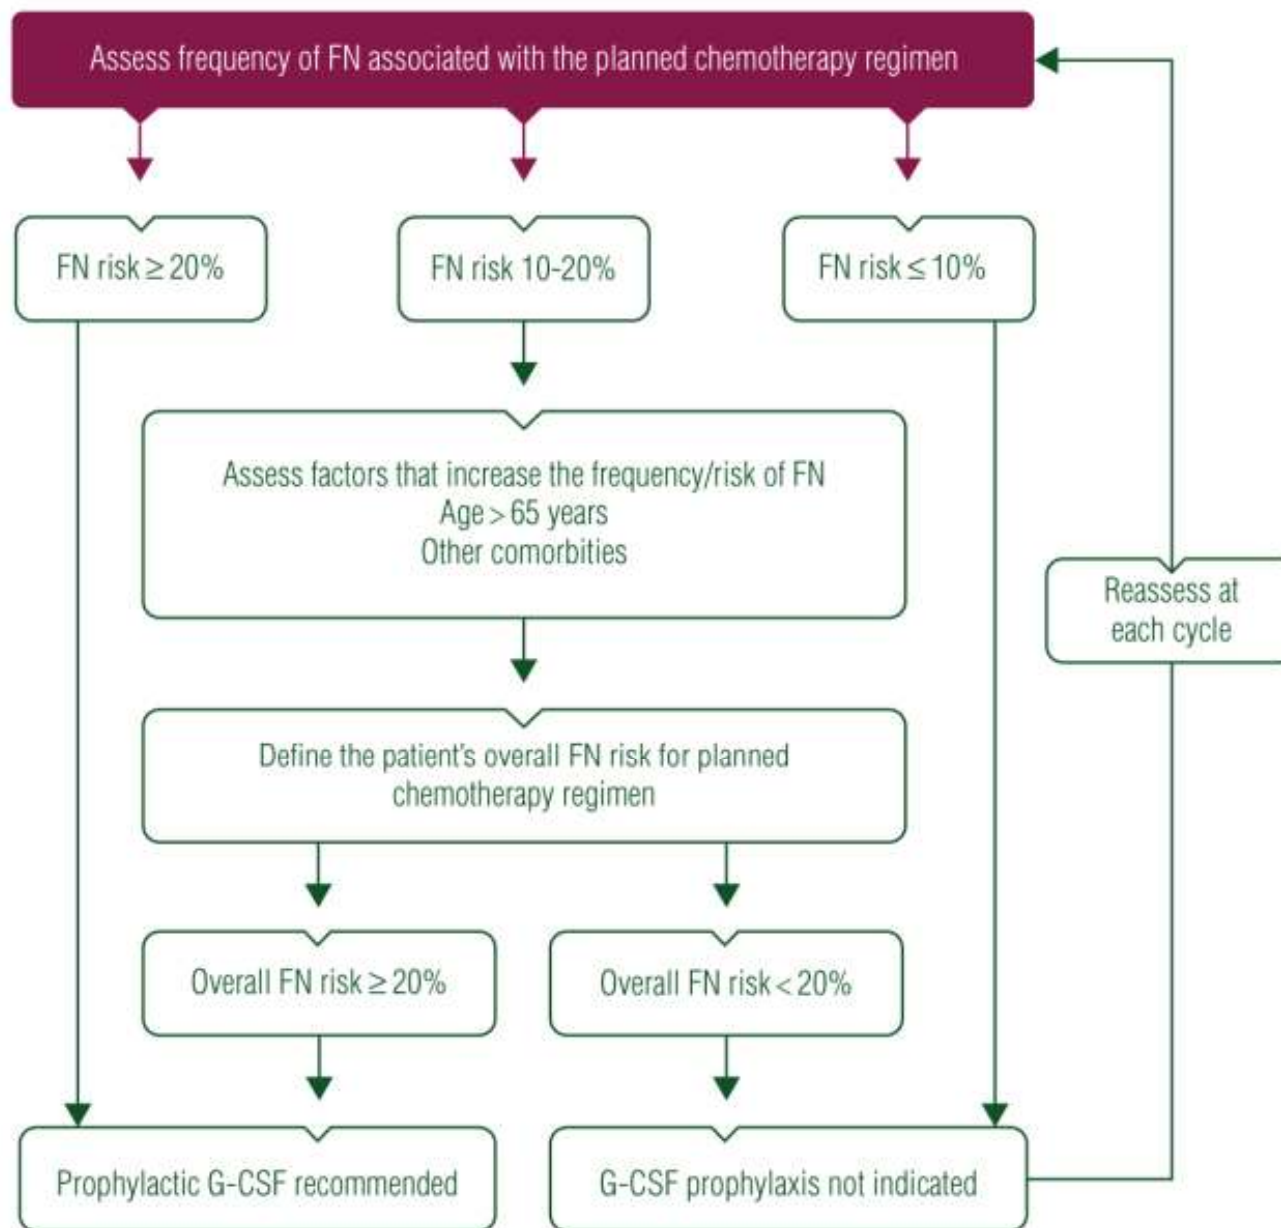 Assess frequency of FN associated with the planned chemotherapy regimen
FN risk ≥ 20%
FN risk 10-20%
FN risk ≤ 10%
Assess factors that increase the frequency/risk of FN
Age > 65 years
Other comorbities
Reassess at
each cycle
Define the patient's overall FN risk for planned
chemotherapy regimen
Overall FN risk ≥ 20%
Overall FN risk < 20%
Prophylactic G-CSF recommended
G-CSF prophylaxis not indicated